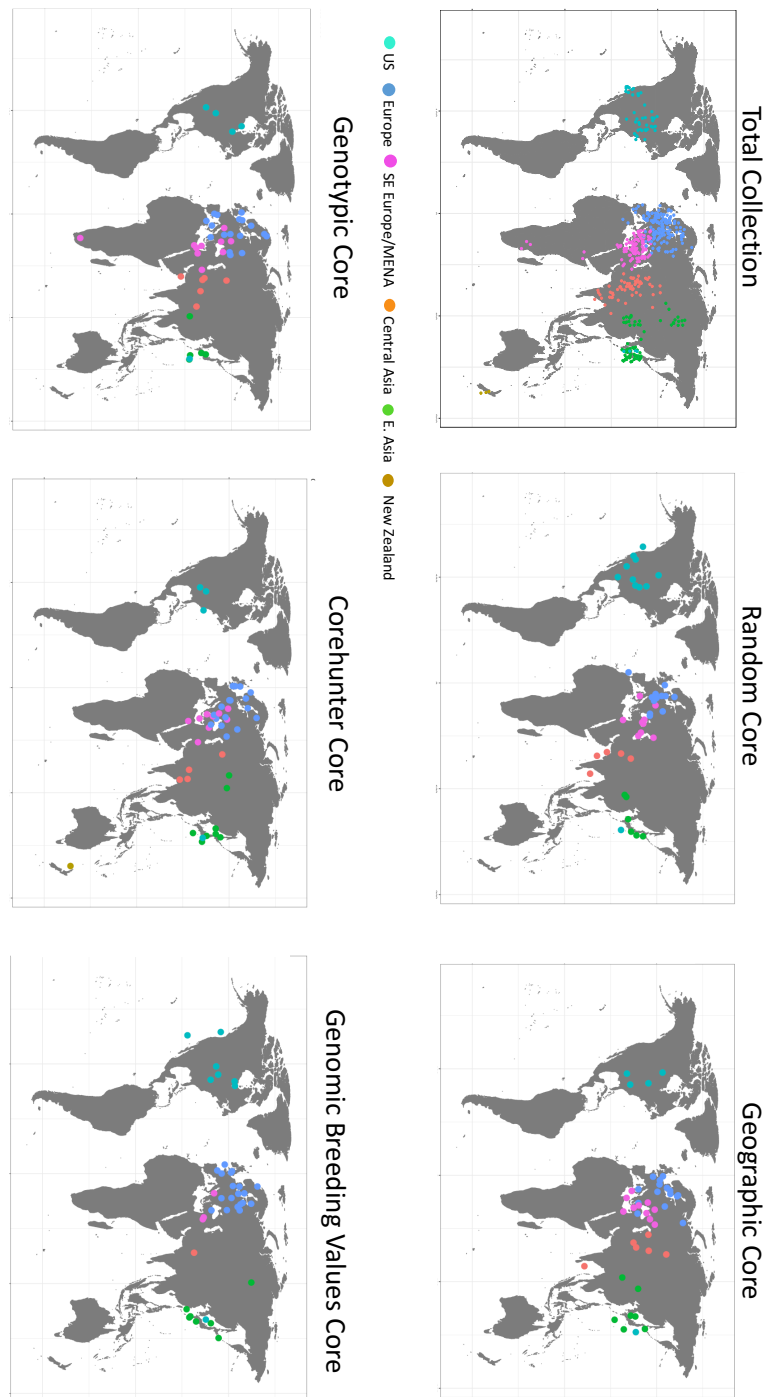 Total Collection
Random Core
Geographic Core
US
Europe
SE Europe/MENA
Central Asia
E. Asia
New Zealand
Genotypic Core
Corehunter Core
Genomic Breeding Values Core